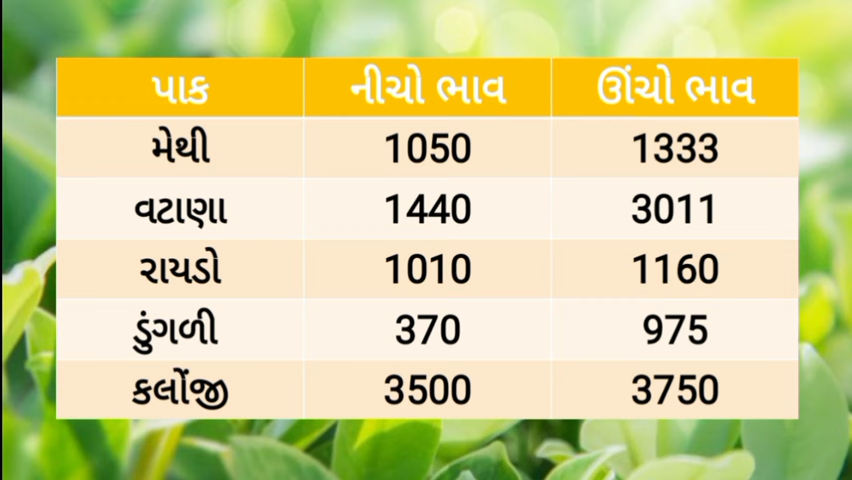 પાક નીચો ભાવ ઊંચો ભાવ
મેથી 1050 1333
વટાણા 1440 3011
રાયડો 1010 1160
ડુંગળી 370 975
કલોંજી 3500 3750